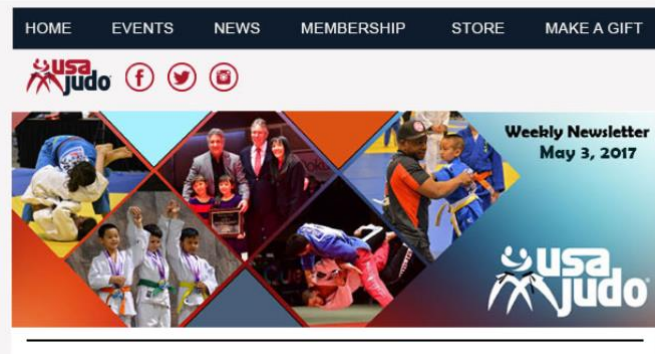 HOME EVENTS NEWS MEMBERSHIP STORE MAKE A GIFT
usa
judo
Weekly Newsletter
May 3, 2017
usa
judo